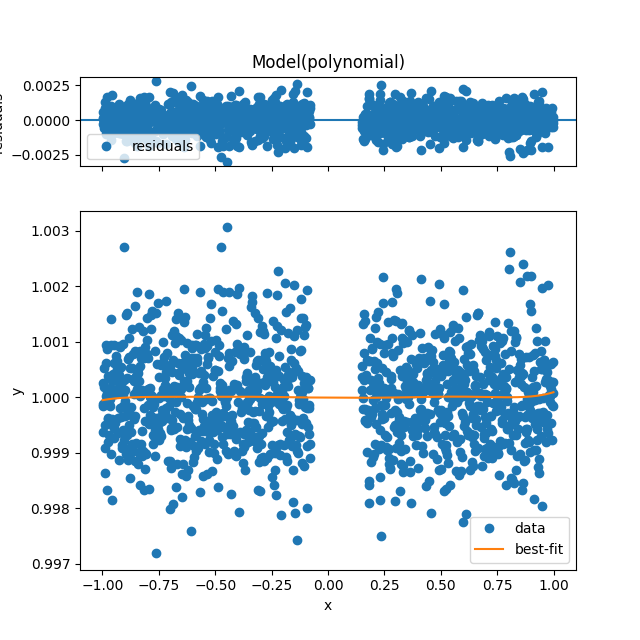 Model(polynomial)
0.0025
0.0000
−0.0025
residuals
residuals
1.003
1.002
1.001
1.000
0.999
0.998
0.997
y
data
best-fit
−1.00 −0.75 −0.50 −0.25 0.00 0.25 0.50 0.75 1.00
x